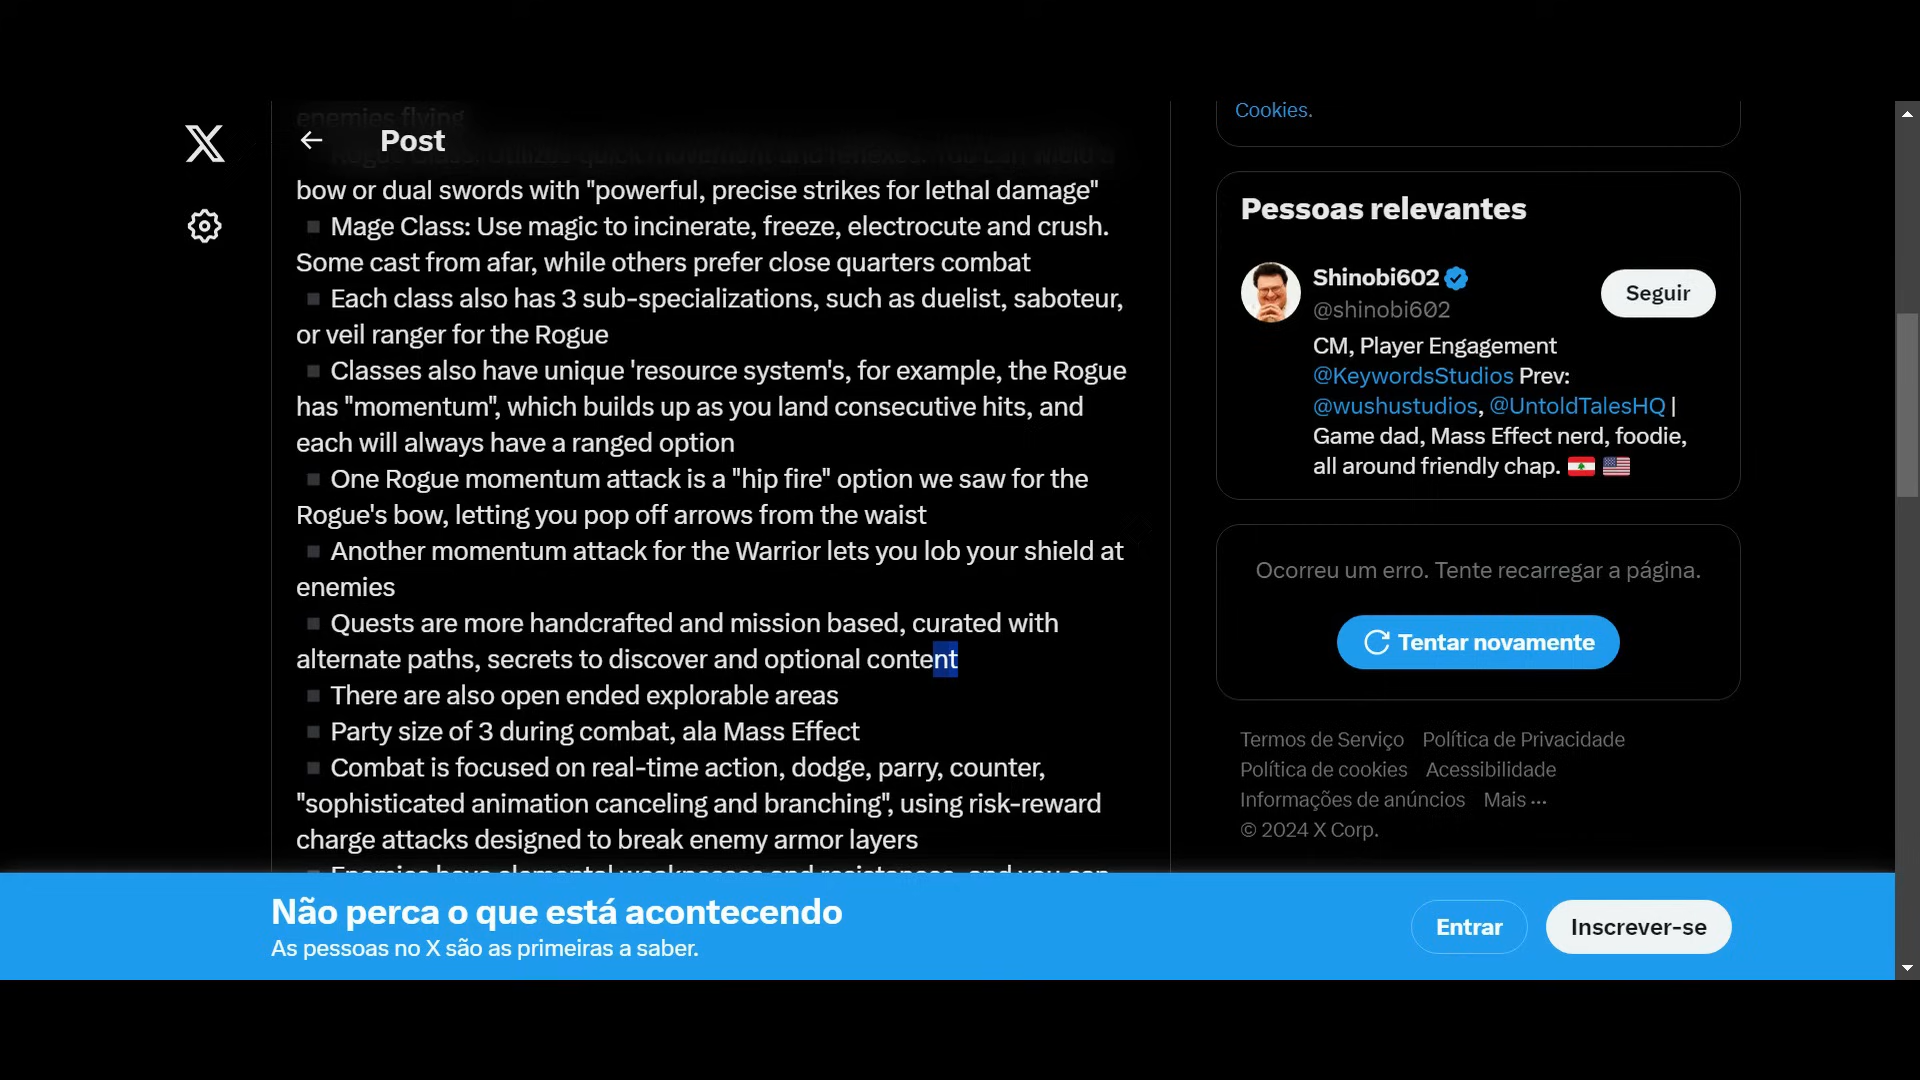 enemies flying
Post
bow or dual swords with "powerful, precise strikes for lethal damage"
▪ Mage Class: Use magic to incinerate, freeze, electrocute and crush.
Some cast from afar, while others prefer close quarters combat
▪ Each class also has 3 sub-specializations, such as duelist, saboteur,
or veil ranger for the Rogue
▪ Classes also have unique 'resource system's, for example, the Rogue
has "momentum", which builds up as you land consecutive hits, and
each will always have a ranged option
▪ One Rogue momentum attack is a "hip fire" option we saw for the
Rogue's bow, letting you pop off arrows from the waist
▪ Another momentum attack for the Warrior lets you lob your shield at
enemies
▪ Quests are more handcrafted and mission based, curated with
alternate paths, secrets to discover and optional content
▪ There are also open ended explorable areas
▪ Party size of 3 during combat, ala Mass Effect
▪ Combat is focused on real-time action, dodge, parry, counter,
"sophisticated animation canceling and branching", using risk-reward
charge attacks designed to break enemy armor layers
▪ Enemies have elemental weaknesses and resistances, and you can
Cookies.
Pessoas relevantes
Shinobi602
@shinobi602
Seguir
CM, Player Engagement
@KeywordsStudios Prev:
@wushustudios, @UntoldTalesHQ |
Game dad, Mass Effect nerd, foodie,
all around friendly chap. 🇱🇧 🇺🇸
Ocorreu um erro. Tente recarregar a página.
Tentar novamente
Termos de Serviço Política de Privacidade
Política de cookies Acessibilidade
Informações de anúncios Mais ···
© 2024 X Corp.
Não perca o que está acontecendo
As pessoas no X são as primeiras a saber.
Entrar
Inscrever-se